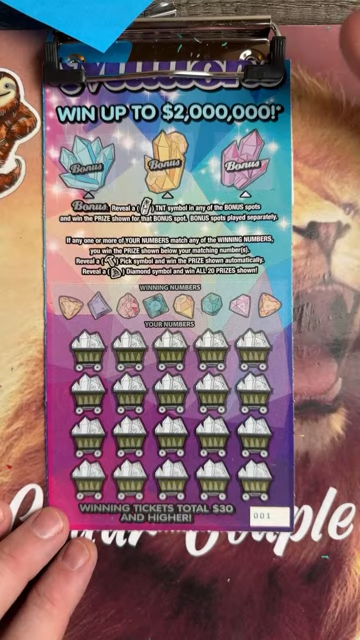 WIN UP TO $2,000,000!*
Bonus Bonus Bonus
Bonus: Reveal a ( ) TNT symbol in any of the BONUS spots
and win the PRIZE shown for that BONUS spot. BONUS spots played separately.
If any one or more of YOUR NUMBERS match any of the WINNING NUMBERS,
you win the PRIZE shown below your matching number(s).
Reveal a ( ) Pick symbol and win the PRIZE shown automatically.
Reveal a ( ) Diamond symbol and win ALL 20 PRIZES shown!
WINNING NUMBERS
YOUR NUMBERS
WINNING TICKETS TOTAL $30
AND HIGHER!
001
Couple